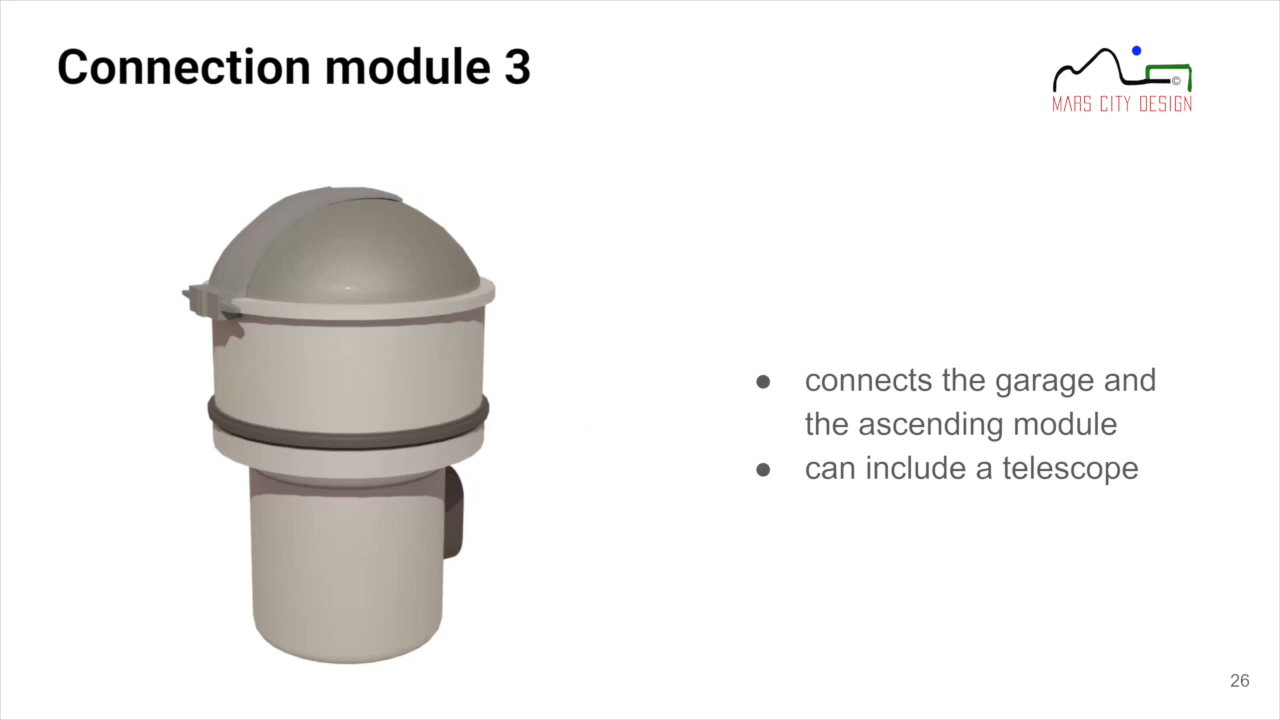 Connection module 3
©
MARS CITY DESIGN
● connects the garage and
the ascending module
● can include a telescope
26